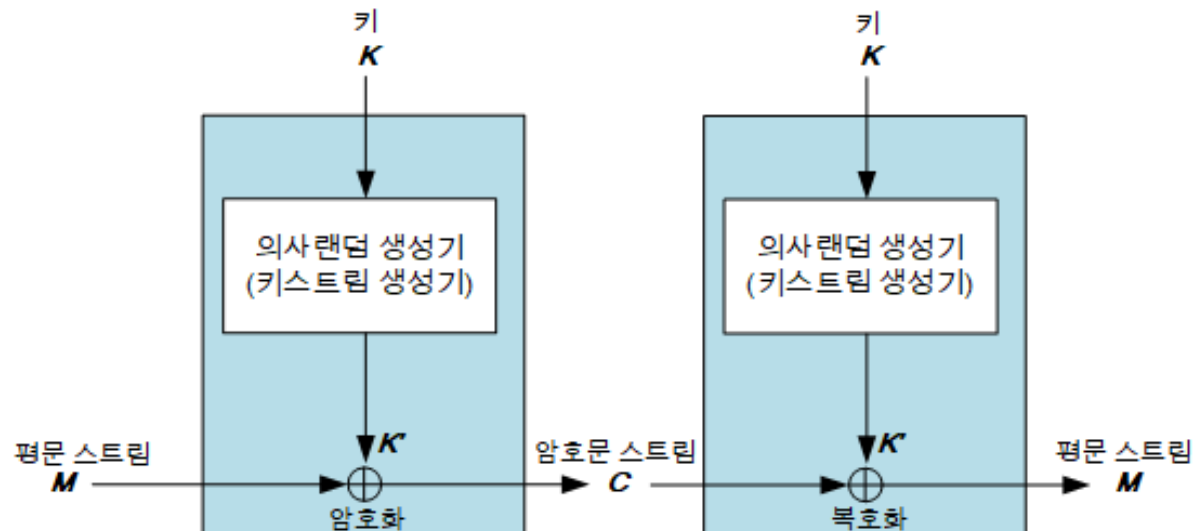 키
K
의사랜덤 생성기
(키스트림 생성기)
K'
평문 스트림
M
암호화
암호문 스트림
C
키
K
의사랜덤 생성기
(키스트림 생성기)
K'
복호화
평문 스트림
M